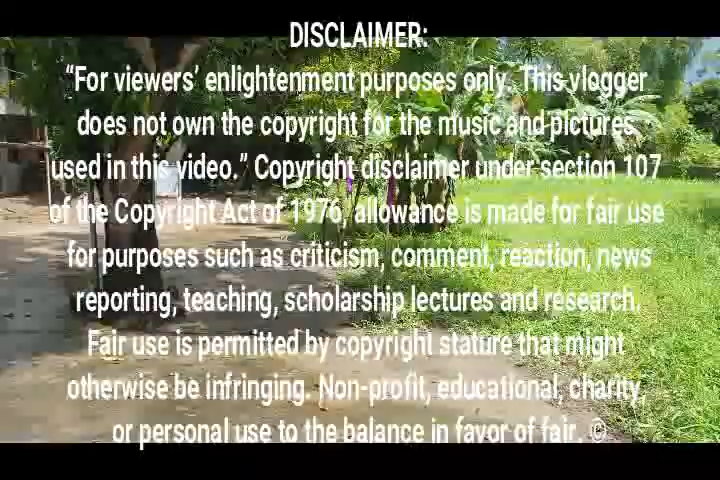 DISCLAIMER:
“For viewers’ enlightenment purposes only. This vlogger
does not own the copyright for the music and pictures
used in this video.” Copyright disclaimer under section 107
of the Copyright Act of 1976, allowance is made for fair use
for purposes such as criticism, comment, reaction, news
reporting, teaching, scholarship lectures and research.
Fair use is permitted by copyright stature that might
otherwise be infringing. Non-profit, educational, charity,
or personal use to the balance in favor of fair. ©